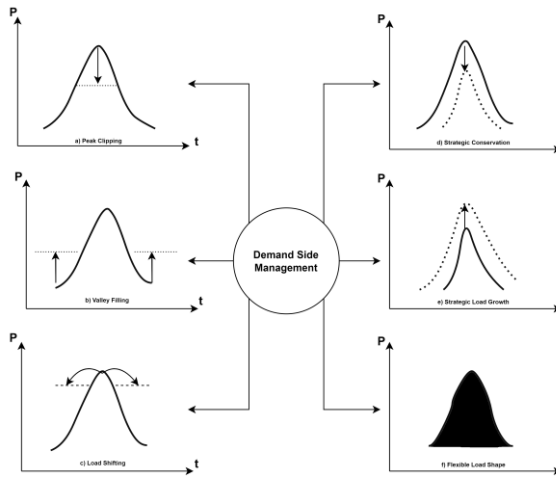 P
a) Peak Clipping
t
P
b) Valley Filling
t
P
c) Load Shifting
t
Demand Side
Management
P
d) Strategic Conservation
P
e) Strategic Load Growth
P
f) Flexible Load Shape